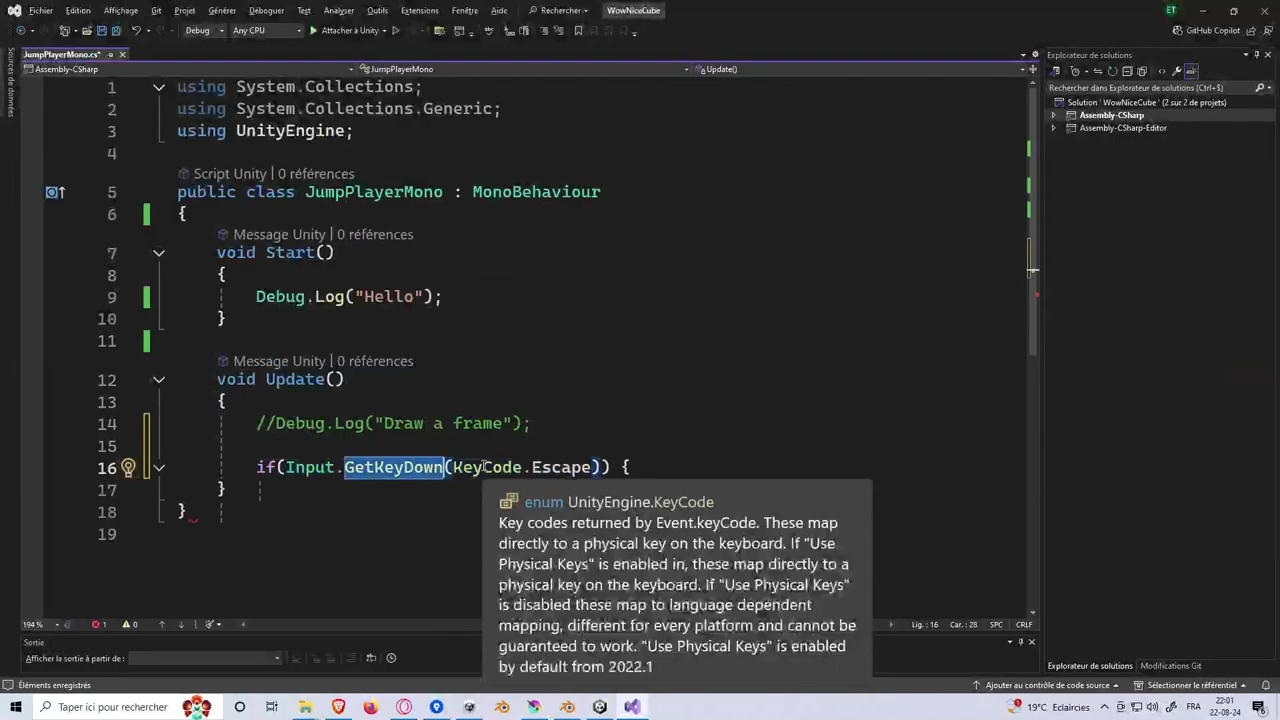 Fichier Edition Affichage Git Projet Générer Déboguer Test Analyser Outils Extensions Fenêtre Aide Rechercher WowNiceCube ET
Debug Any CPU Attacher à Unity GitHub Copilot
JumpPlayerMono.cs*
Assembly-CSharp JumpPlayerMono Update()
Sources de données
1 using System.Collections;
2 using System.Collections.Generic;
3 using UnityEngine;
4
Script Unity | 0 références
5 public class JumpPlayerMono : MonoBehaviour
6 {
Message Unity | 0 références
7 void Start()
8 {
9 Debug.Log("Hello");
10 }
11
Message Unity | 0 références
12 void Update()
13 {
14 //Debug.Log("Draw a frame");
15
16 if(Input.GetKeyDown(KeyCode.Escape)) {
17 }
18 }
19
enum UnityEngine.KeyCode
Key codes returned by Event.keyCode. These map
directly to a physical key on the keyboard. If "Use
Physical Keys" is enabled in, these map directly to a
physical key on the keyboard. If "Use Physical Keys"
is disabled these map to language dependent
mapping, different for every platform and cannot be
guaranteed to work. "Use Physical Keys" is enabled
by default from 2022.1
Explorateur de solutions
Rechercher dans Explorateur de solutions (Ctrl+$)
Solution "WowNiceCube" (2 sur 2 de projets)
Assembly-CSharp
Assembly-CSharp-Editor
194 % 1 0 Lig : 16 Car : 28 SPC CRLF
Sortie
Afficher la sortie à partir de :
Explorateur de solutions Modifications Git
Éléments enregistrés Ajouter au contrôle de code source Sélectionner le référentiel
Taper ici pour rechercher 19°C Eclaircies FRA 22:01
22-08-24